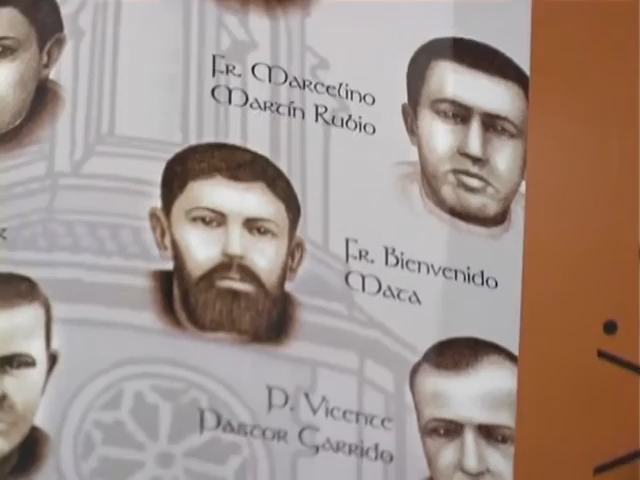 Fr. Marcelino
Martín Rubio
Fr. Bienvenido
Mata
P. Vicente
Pastor Garrido